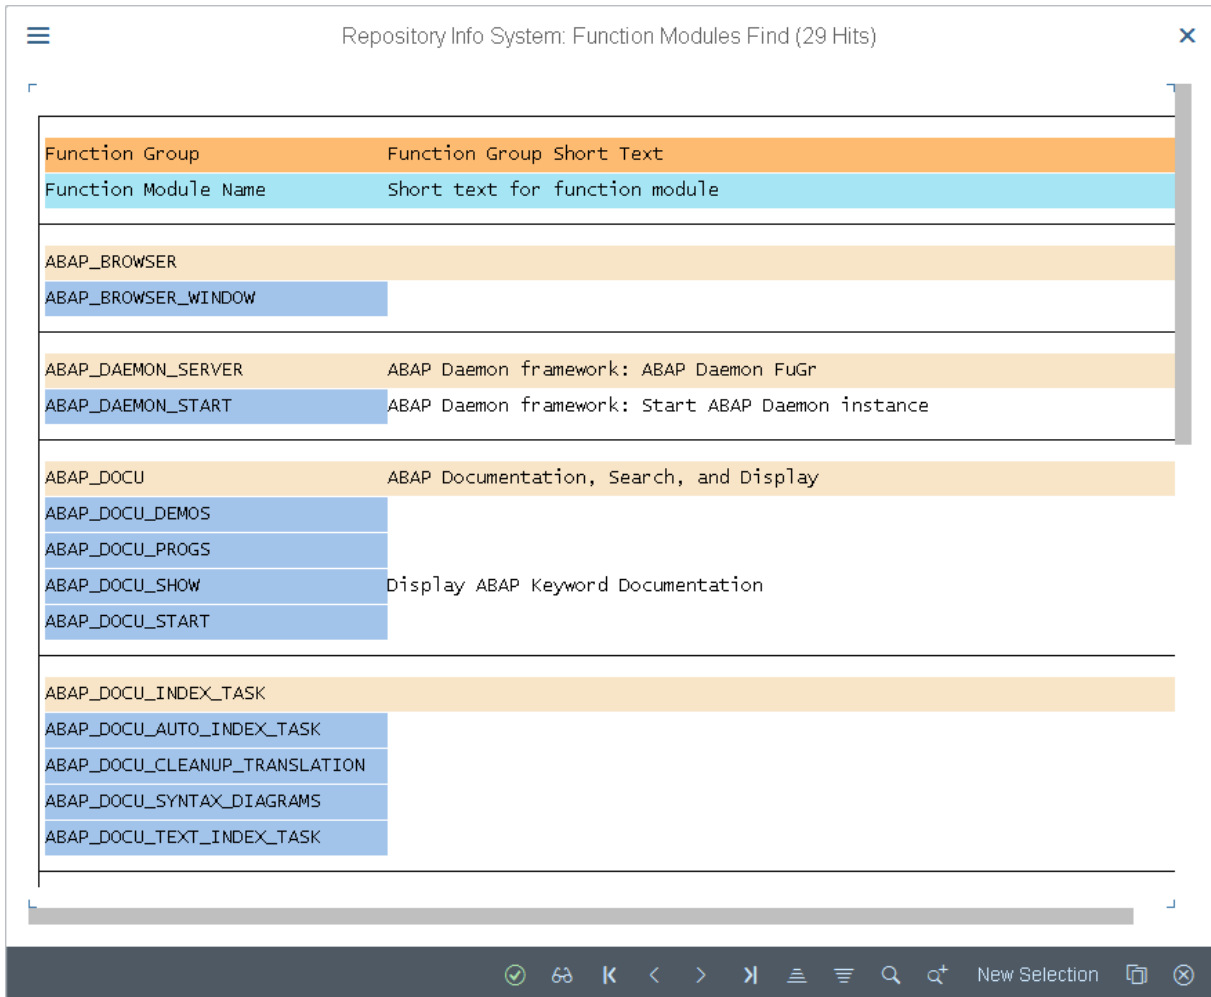 Repository Info System: Function Modules Find (29 Hits)
Function Group Function Group Short Text
Function Module Name Short text for function module
ABAP_BROWSER
ABAP_BROWSER_WINDOW
ABAP_DAEMON_SERVER ABAP Daemon framework: ABAP Daemon FuGr
ABAP_DAEMON_START ABAP Daemon framework: Start ABAP Daemon instance
ABAP_DOCU ABAP Documentation, Search, and Display
ABAP_DOCU_DEMOS
ABAP_DOCU_PROGS
ABAP_DOCU_SHOW Display ABAP Keyword Documentation
ABAP_DOCU_START
ABAP_DOCU_INDEX_TASK
ABAP_DOCU_AUTO_INDEX_TASK
ABAP_DOCU_CLEANUP_TRANSLATION
ABAP_DOCU_SYNTAX_DIAGRAMS
ABAP_DOCU_TEXT_INDEX_TASK
New Selection